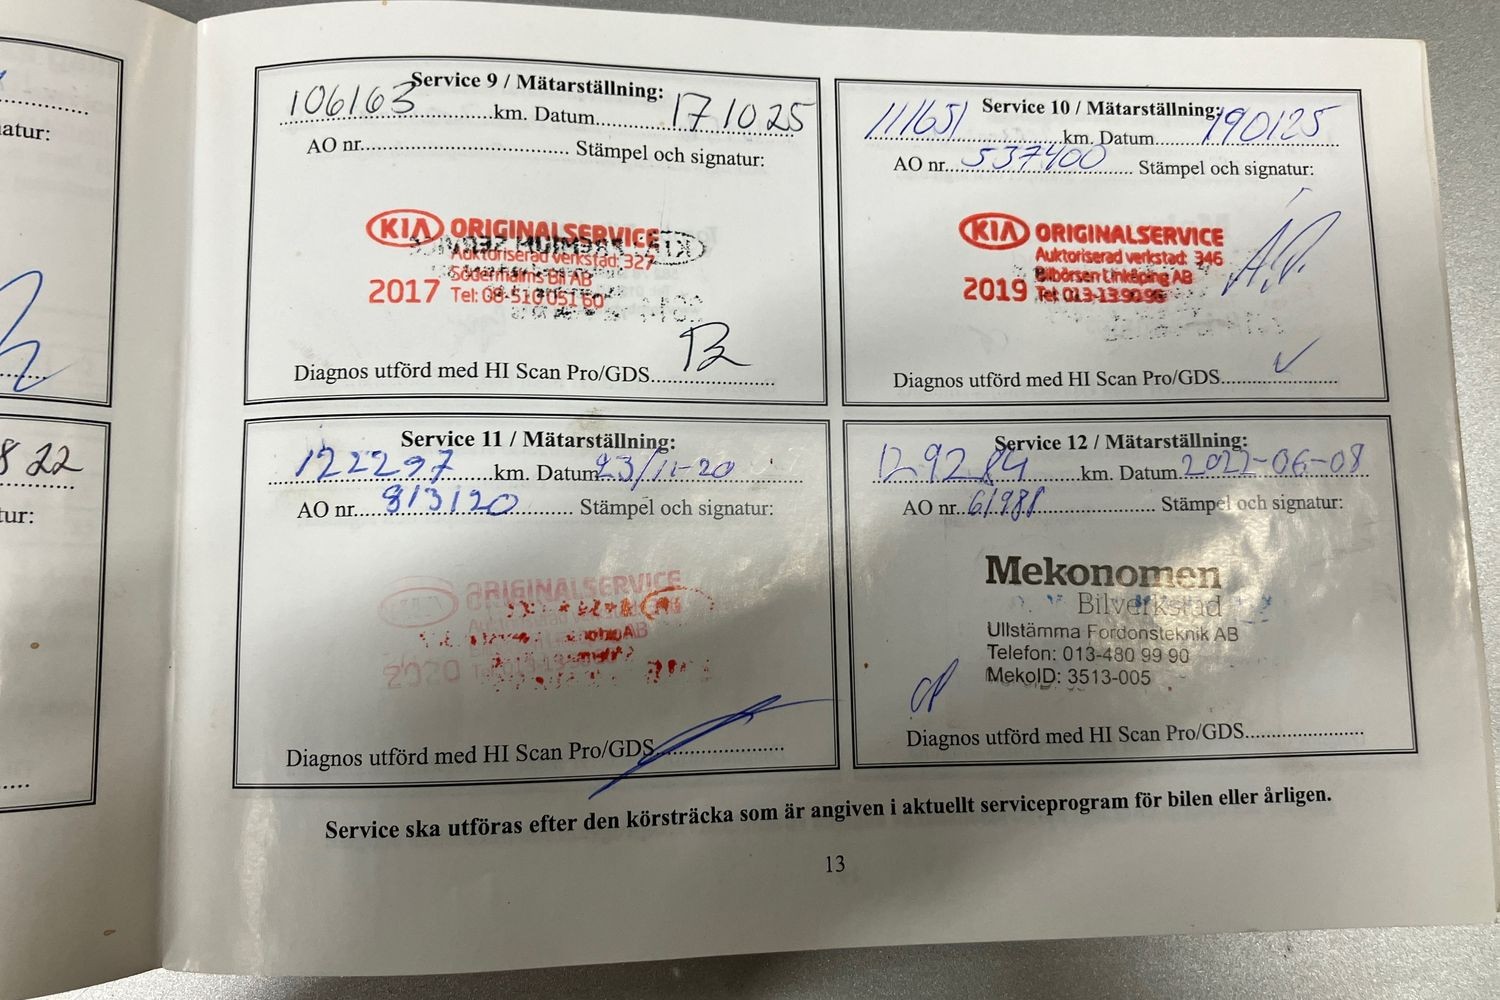 atur:
8 22
tur:
Service 9 / Mätarställning:
106163 km. Datum 171025
AO nr. Stämpel och signatur:
KIA ORIGINALSERVICE
Auktoriserad verkstad: 327
Södermalms Bil AB
2017 Tel: 08-510 051 60
Diagnos utförd med HI Scan Pro/GDS
Service 10 / Mätarställning:
111651 km. Datum 190125
AO nr. 537400 Stämpel och signatur:
KIA ORIGINALSERVICE
Auktoriserad verkstad: 346
Bilbörsen Linköping AB
2019 Tel: 013-13 90 90
Diagnos utförd med HI Scan Pro/GDS
Service 11 / Mätarställning:
122297 km. Datum 23/11-20
AO nr. 813120 Stämpel och signatur:
ORIGINALSERVICE
Auktoriserad
AB
2020
Diagnos utförd med HI Scan Pro/GDS
Service 12 / Mätarställning:
129284 km. Datum 2022-06-08
AO nr. 61981 Stämpel och signatur:
Mekonomen
Bilverkstad
Ullstämma Fordonsteknik AB
Telefon: 013-480 99 90
MekoID: 3513-005
Diagnos utförd med HI Scan Pro/GDS
Service ska utföras efter den körsträcka som är angiven i aktuellt serviceprogram för bilen eller årligen.
13